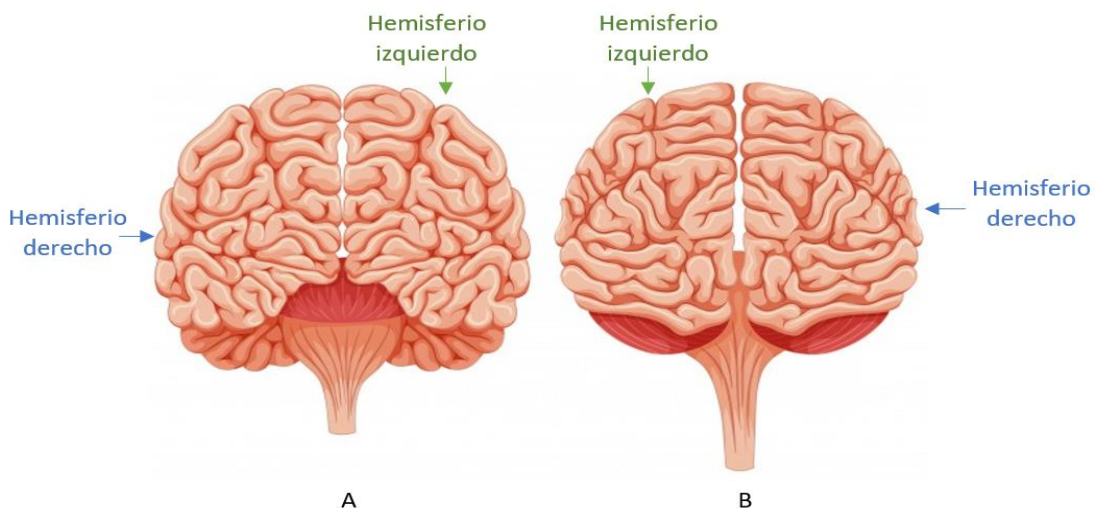 Hemisferio
izquierdo
Hemisferio
izquierdo
Hemisferio
derecho
Hemisferio
derecho
A
B